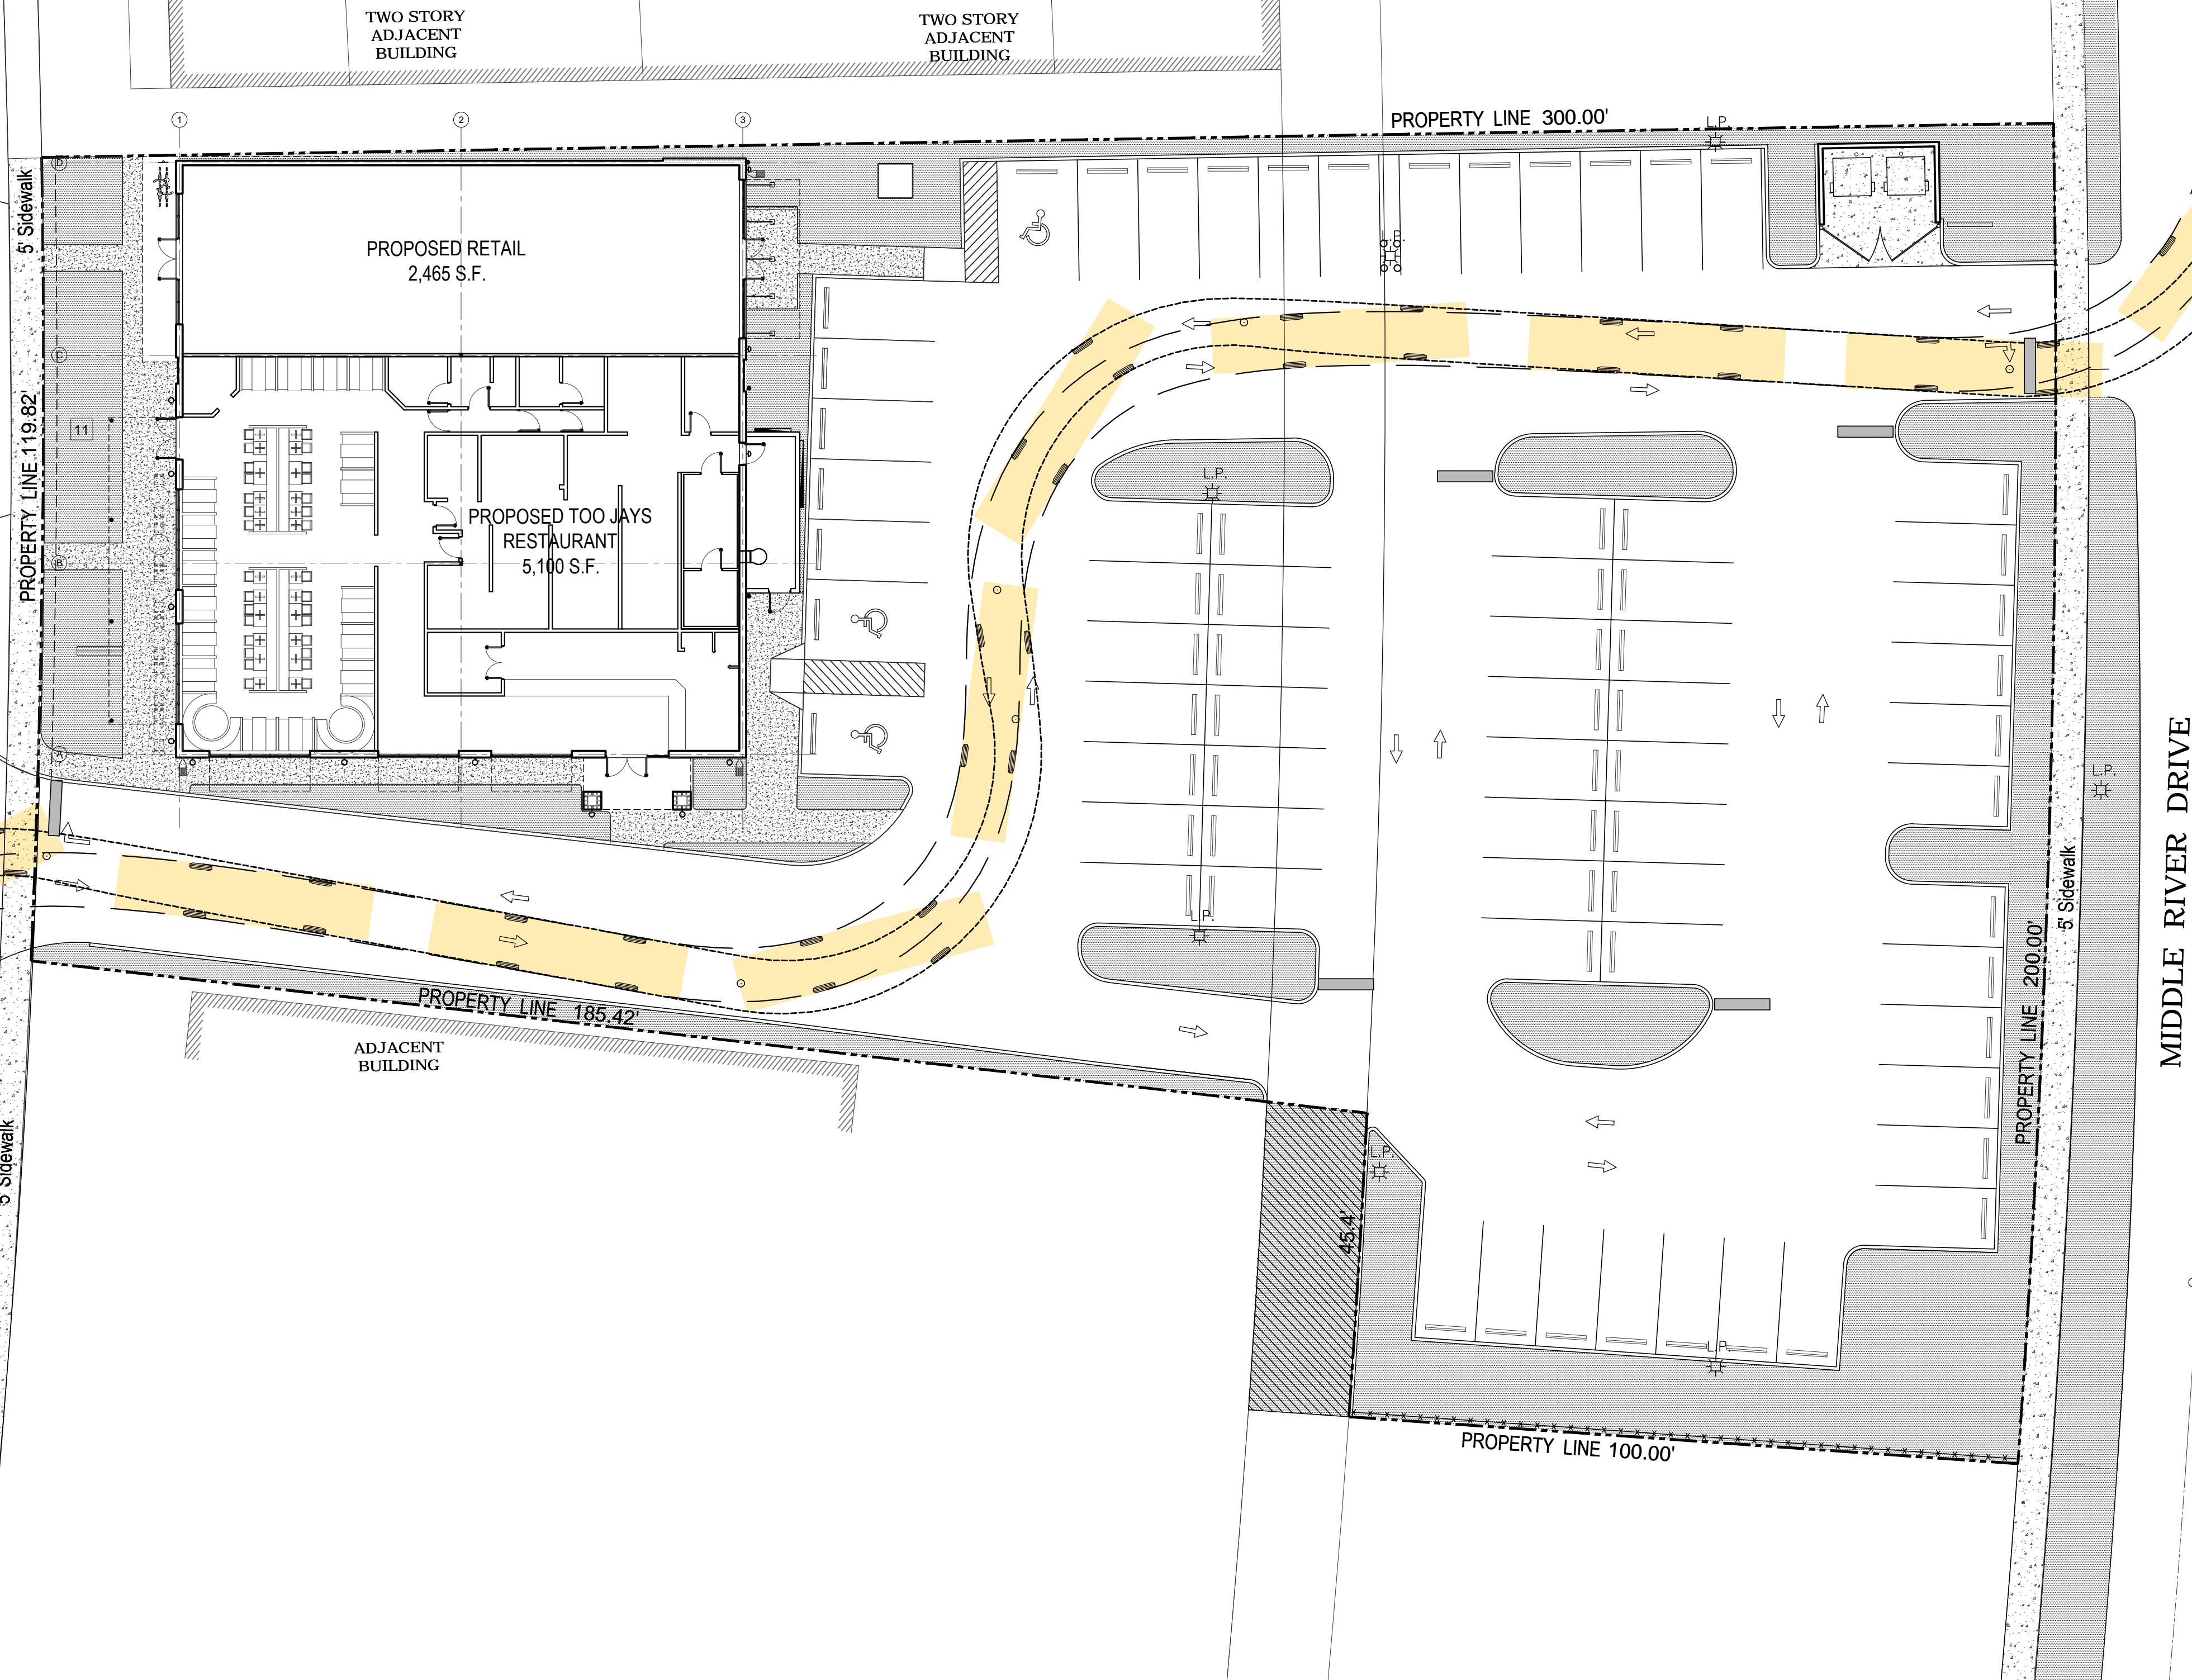 TWO STORY
ADJACENT
BUILDING
TWO STORY
ADJACENT
BUILDING
1
2
3
PROPERTY LINE 300.00'
L.P.
D
5' Sidewalk
PROPOSED RETAIL
2,465 S.F.
L.P.
C
PROPERTY LINE 119.82'
11
L.P.
PROPOSED TOO JAYS
RESTAURANT
5,100 S.F.
B
A
L.P.
MIDDLE RIVER DRIVE
5' Sidewalk
L.P.
PROPERTY LINE 200.00'
PROPERTY LINE 185.42'
ADJACENT
BUILDING
5' Sidewalk
L.P.
45.4'
L.P.
PROPERTY LINE 100.00'